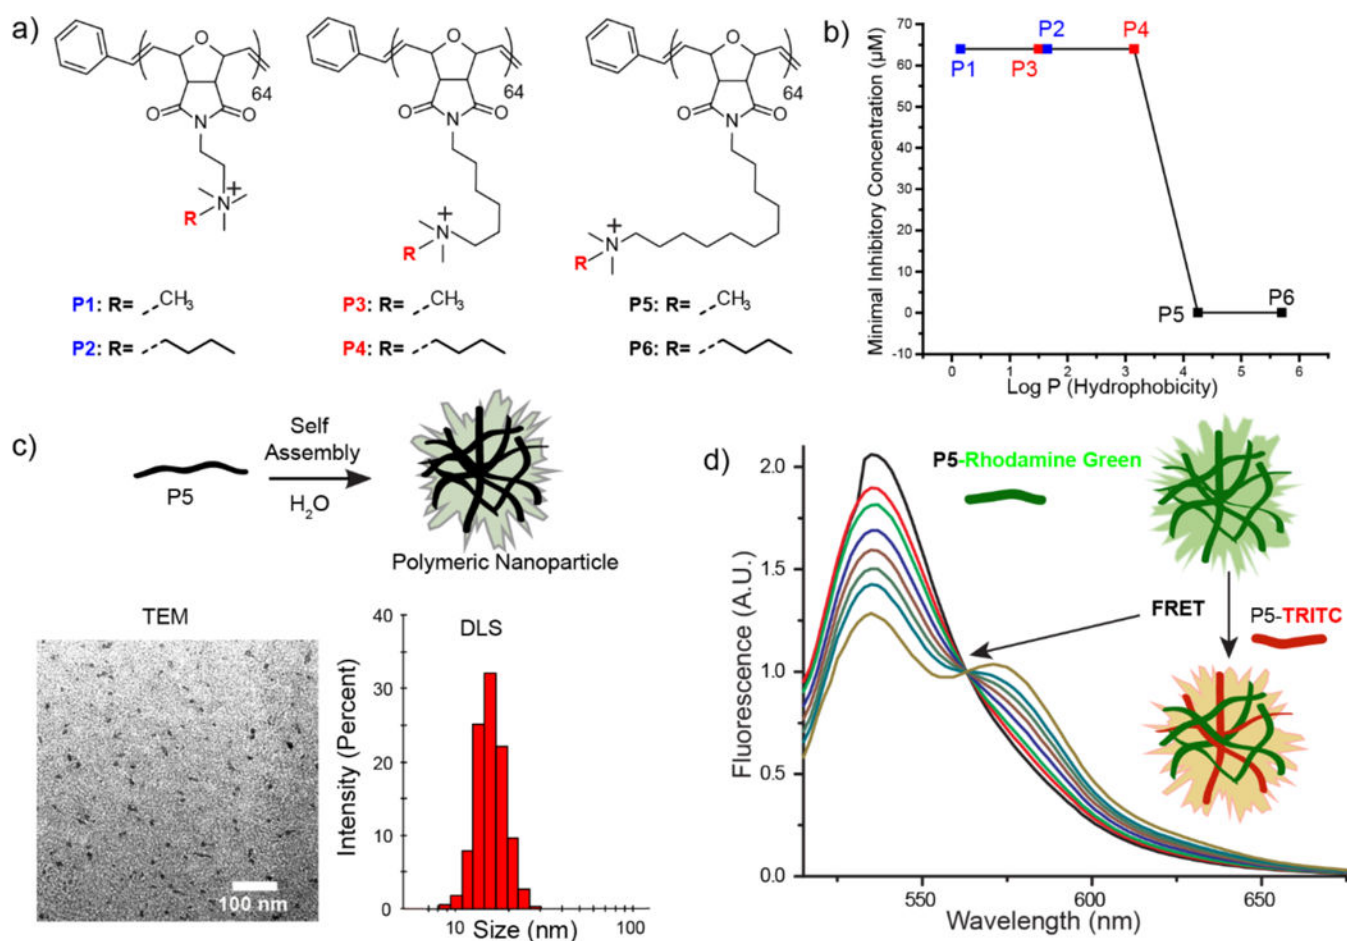 a)
O
64
O
N
O
N
+
R
P1: R=
CH3
P2: R=
O
64
O
N
O
+
N
R
P3: R=
CH3
P4: R=
O
64
O
N
O
+
N
R
P5: R=
CH3
P6: R=
b)
Minimal Inhibitory Concentration (µM)
70
60
50
40
30
20
10
0
-10
P1
P3
P2
P4
P5
P6
0 1 2 3 4 5 6
Log P (Hydrophobicity)
c)
P5
Self
Assembly
H2O
Polymeric Nanoparticle
TEM
100 nm
DLS
Intensity (Percent)
40
30
20
10
0
10 100
Size (nm)
d)
Fluorescence (A.U.)
2.0
1.5
1.0
0.5
0.0
550 600 650
Wavelength (nm)
P5-Rhodamine Green
FRET
P5-TRITC